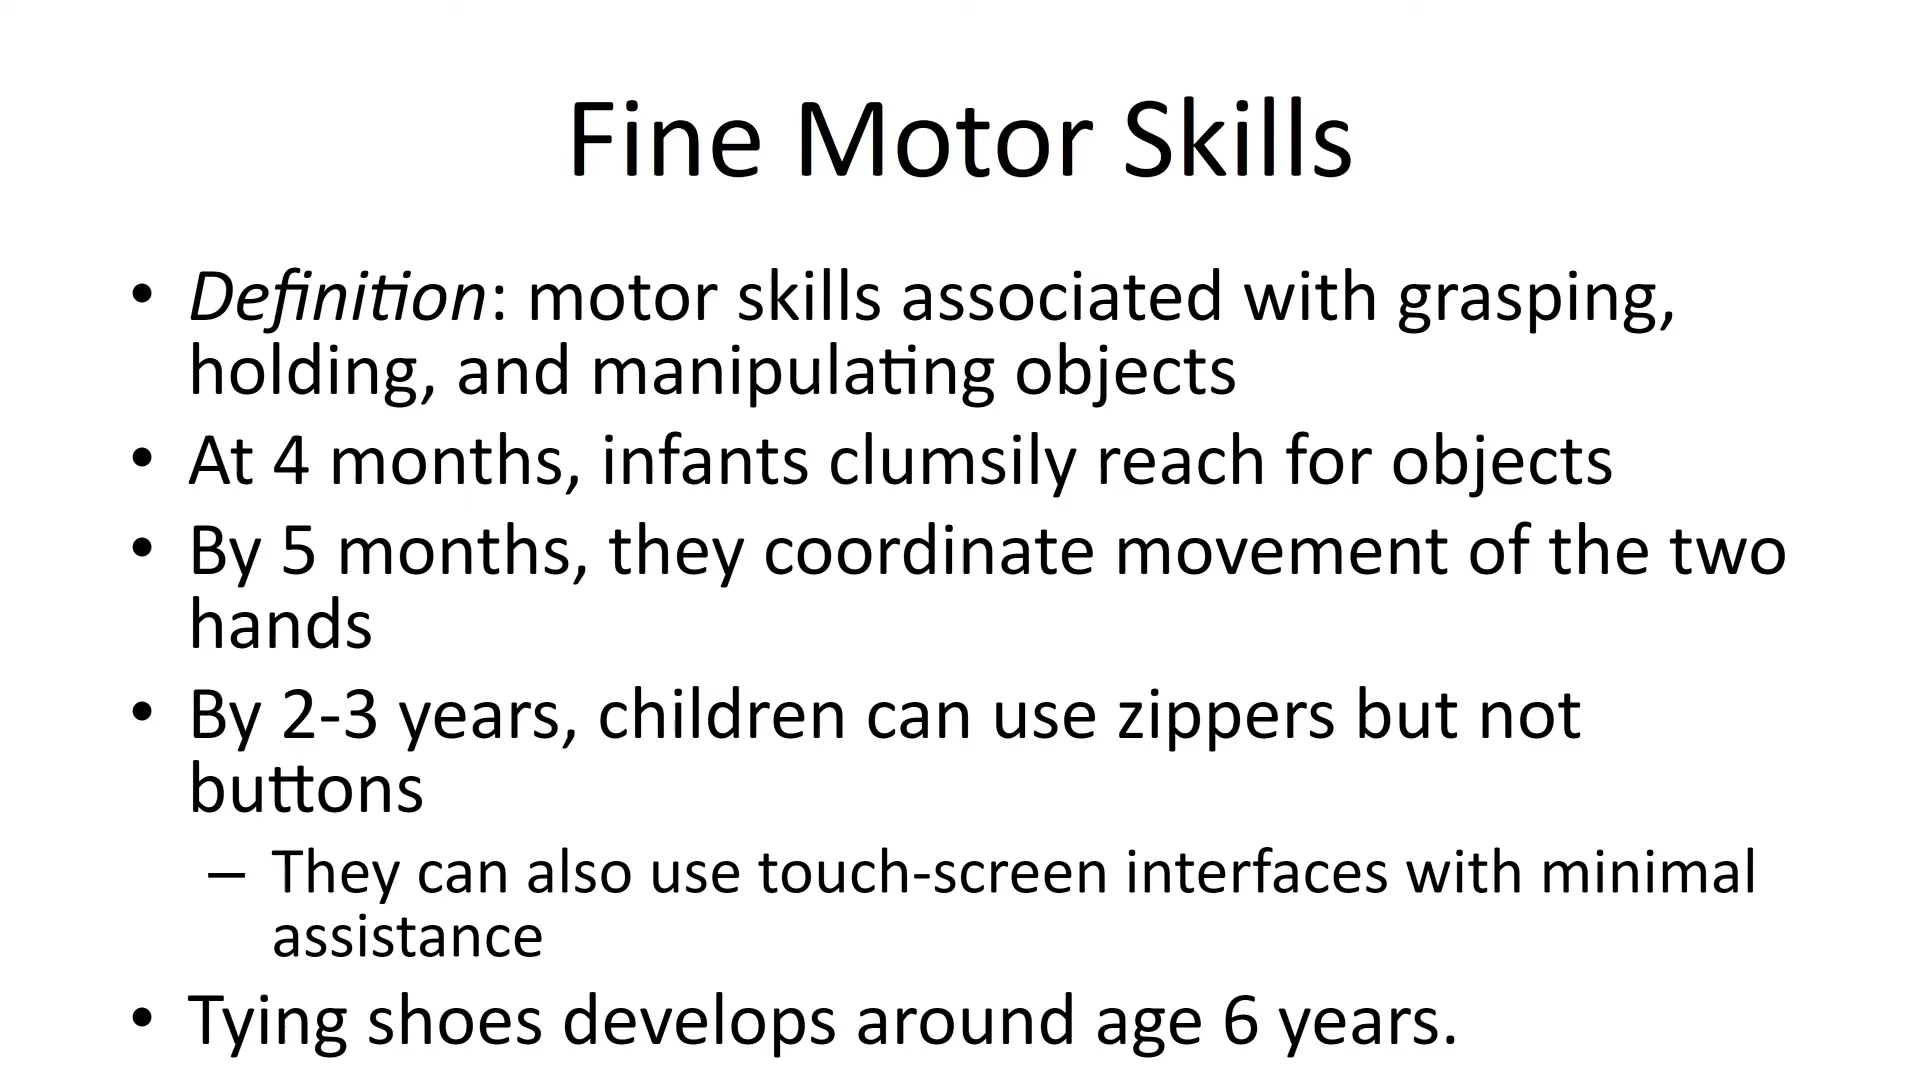 Fine Motor Skills
• Definition: motor skills associated with grasping,
holding, and manipulating objects
• At 4 months, infants clumsily reach for objects
• By 5 months, they coordinate movement of the two
hands
• By 2-3 years, children can use zippers but not
buttons
– They can also use touch-screen interfaces with minimal
assistance
• Tying shoes develops around age 6 years.